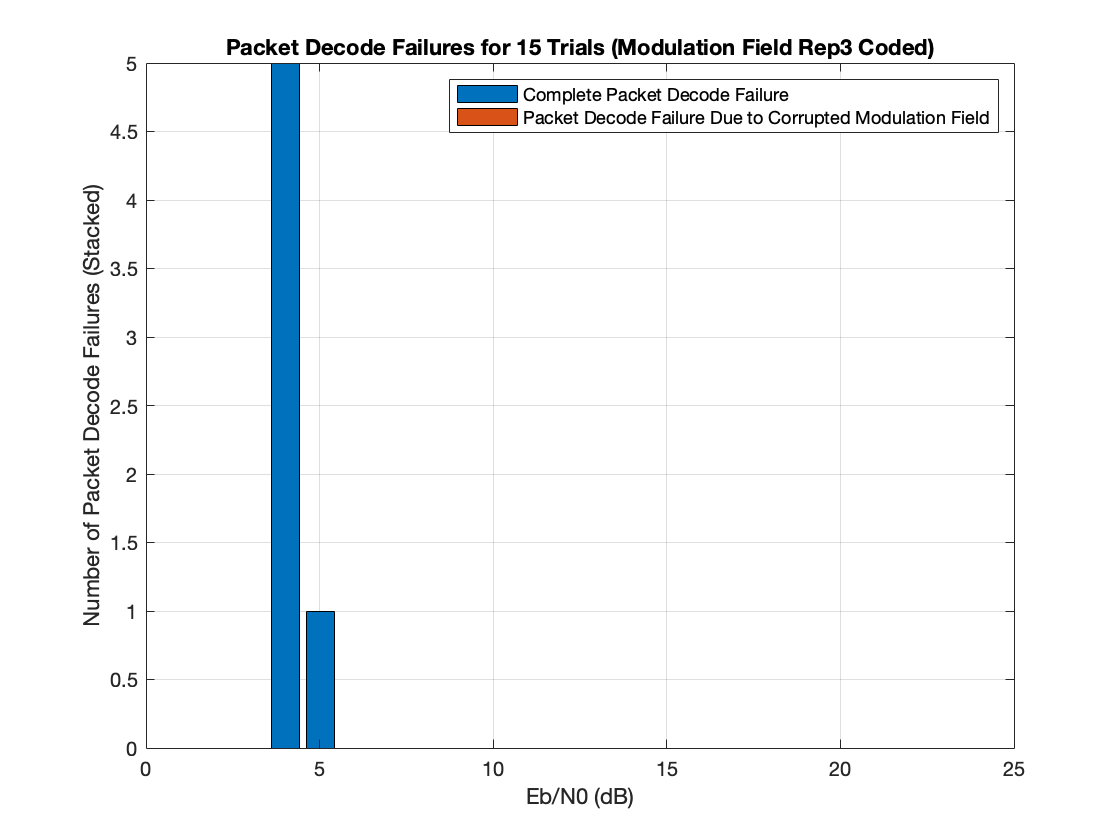 Packet Decode Failures for 15 Trials (Modulation Field Rep3 Coded)
Complete Packet Decode Failure
Packet Decode Failure Due to Corrupted Modulation Field
Number of Packet Decode Failures (Stacked)
5
4.5
4
3.5
3
2.5
2
1.5
1
0.5
0
0 5 10 15 20 25
Eb/N0 (dB)